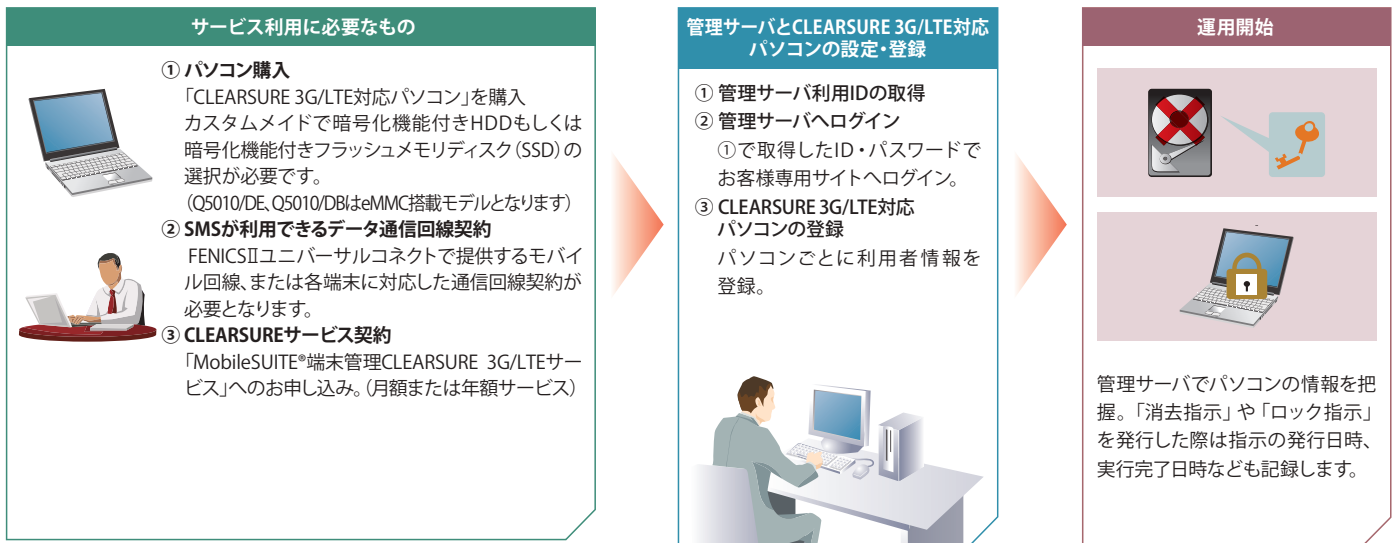 サービス利用に必要なもの
① パソコン購入
「CLEARSURE 3G/LTE対応パソコン」を購入
カスタムメイドで暗号化機能付きHDDもしくは
暗号化機能付きフラッシュメモリディスク（SSD）の
選択が必要です。
（Q5010/DE、Q5010/DBはeMMC搭載モデルとなります）
② SMSが利用できるデータ通信回線契約
FENICSⅡユニバーサルコネクトで提供するモバイ
ル回線、または各端末に対応した通信回線契約が
必要となります。
③ CLEARSUREサービス契約
「MobileSUITE®端末管理CLEARSURE 3G/LTEサー
ビス」へのお申し込み。（月額または年額サービス）
管理サーバとCLEARSURE 3G/LTE対応
パソコンの設定・登録
① 管理サーバ利用IDの取得
② 管理サーバへログイン
①で取得したID・パスワードで
お客様専用サイトへログイン。
③ CLEARSURE 3G/LTE対応
パソコンの登録
パソコンごとに利用者情報を
登録。
運用開始
管理サーバでパソコンの情報を把
握。「消去指示」や「ロック指示」
を発行した際は指示の発行日時、
実行完了日時なども記録します。